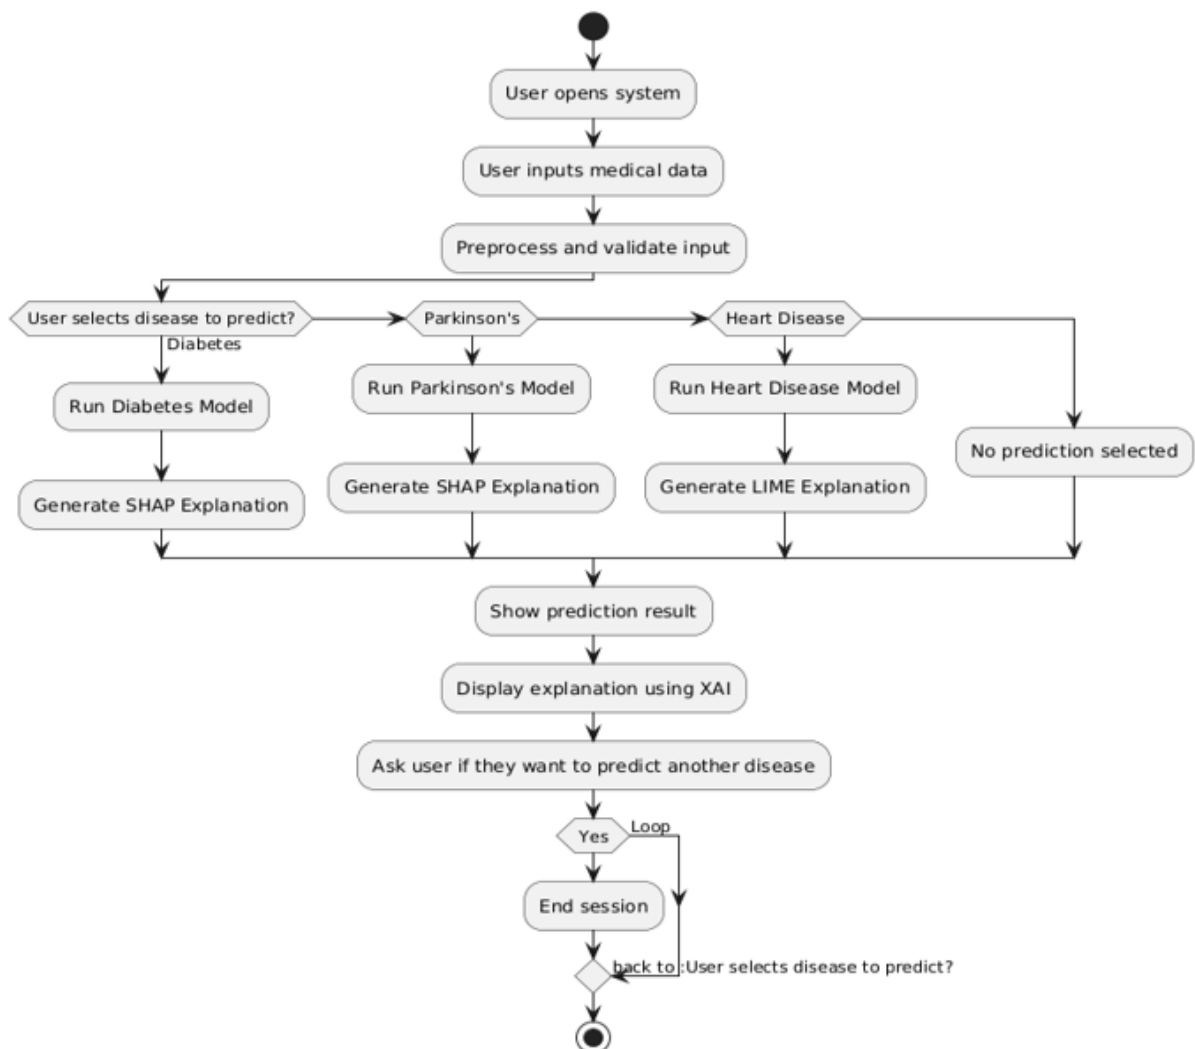 User opens system
User inputs medical data
Preprocess and validate input
User selects disease to predict?
Parkinson's
Heart Disease
Diabetes
Run Diabetes Model
Run Parkinson's Model
Run Heart Disease Model
No prediction selected
Generate SHAP Explanation
Generate SHAP Explanation
Generate LIME Explanation
Show prediction result
Display explanation using XAI
Ask user if they want to predict another disease
Yes
Loop
End session
back to :User selects disease to predict?